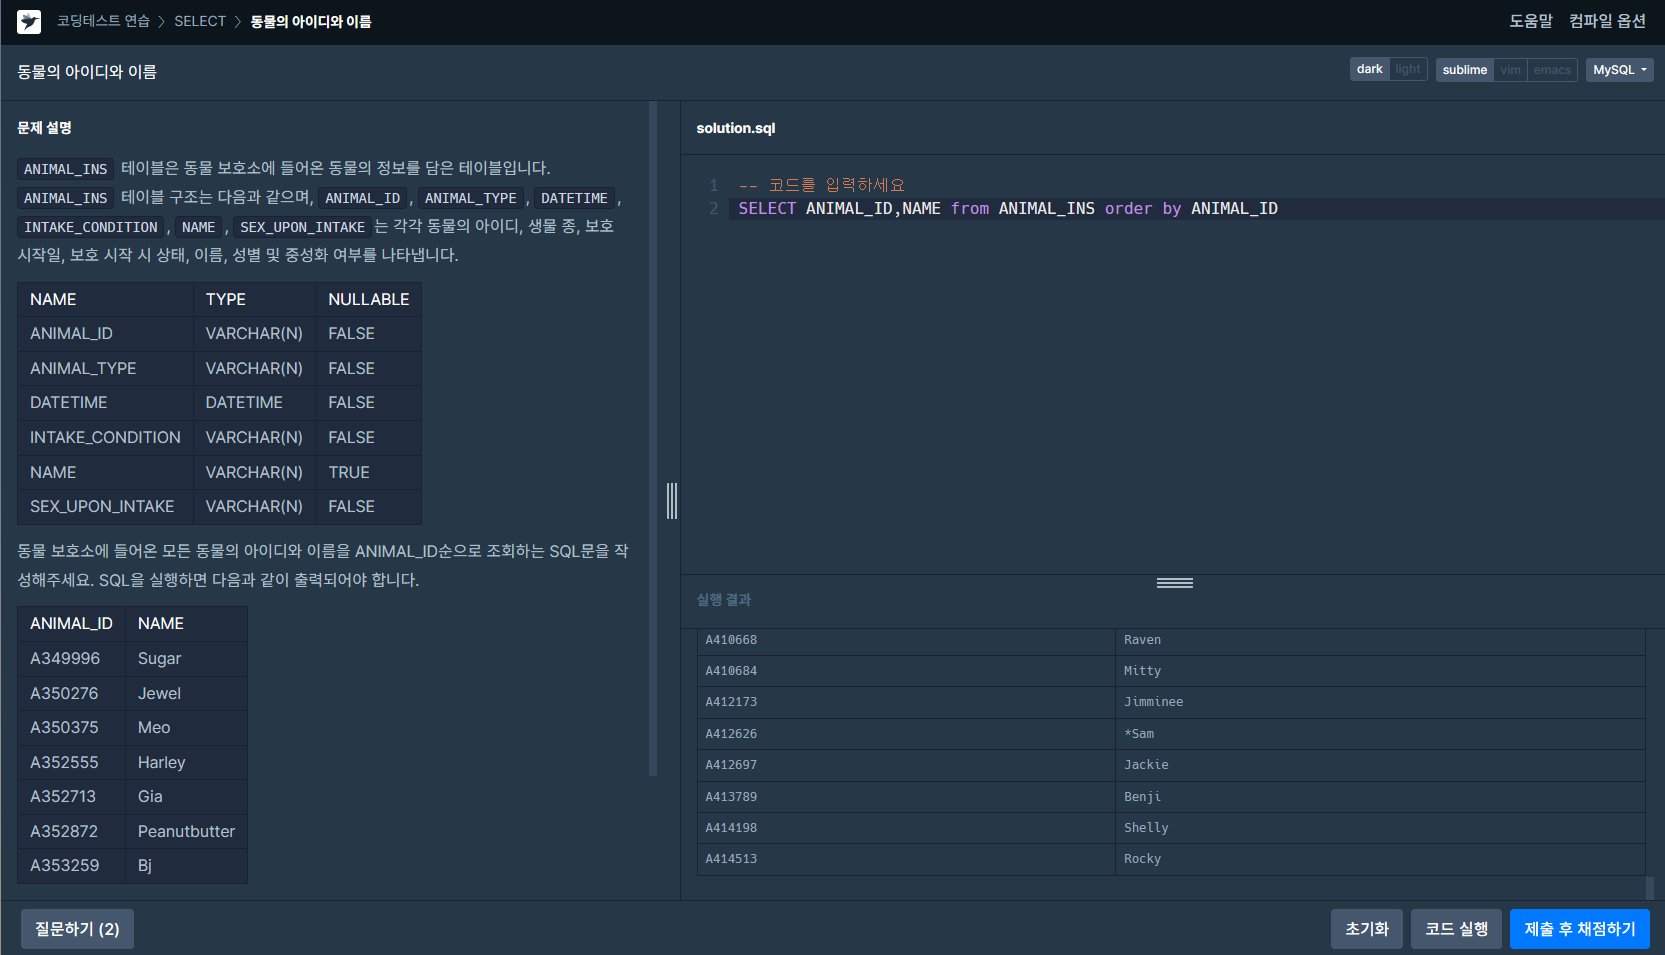 코딩테스트 연습 > SELECT > 동물의 아이디와 이름
도움말 컴파일 옵션
동물의 아이디와 이름
dark light sublime vim emacs MySQL
문제 설명
ANIMAL_INS 테이블은 동물 보호소에 들어온 동물의 정보를 담은 테이블입니다.
ANIMAL_INS 테이블 구조는 다음과 같으며, ANIMAL_ID, ANIMAL_TYPE, DATETIME,
INTAKE_CONDITION, NAME, SEX_UPON_INTAKE는 각각 동물의 아이디, 생물 종, 보호
시작일, 보호 시작 시 상태, 이름, 성별 및 중성화 여부를 나타냅니다.
NAME TYPE NULLABLE
ANIMAL_ID VARCHAR(N) FALSE
ANIMAL_TYPE VARCHAR(N) FALSE
DATETIME DATETIME FALSE
INTAKE_CONDITION VARCHAR(N) FALSE
NAME VARCHAR(N) TRUE
SEX_UPON_INTAKE VARCHAR(N) FALSE
동물 보호소에 들어온 모든 동물의 아이디와 이름을 ANIMAL_ID순으로 조회하는 SQL문을 작
성해주세요. SQL을 실행하면 다음과 같이 출력되어야 합니다.
ANIMAL_ID NAME
A349996 Sugar
A350276 Jewel
A350375 Meo
A352555 Harley
A352713 Gia
A352872 Peanutbutter
A353259 Bj
solution.sql
1 -- 코드를 입력하세요
2 SELECT ANIMAL_ID,NAME from ANIMAL_INS order by ANIMAL_ID
실행 결과
A410668 Raven
A410684 Mitty
A412173 Jimminee
A412626 *Sam
A412697 Jackie
A413789 Benji
A414198 Shelly
A414513 Rocky
질문하기 (2)
초기화 코드 실행 제출 후 채점하기